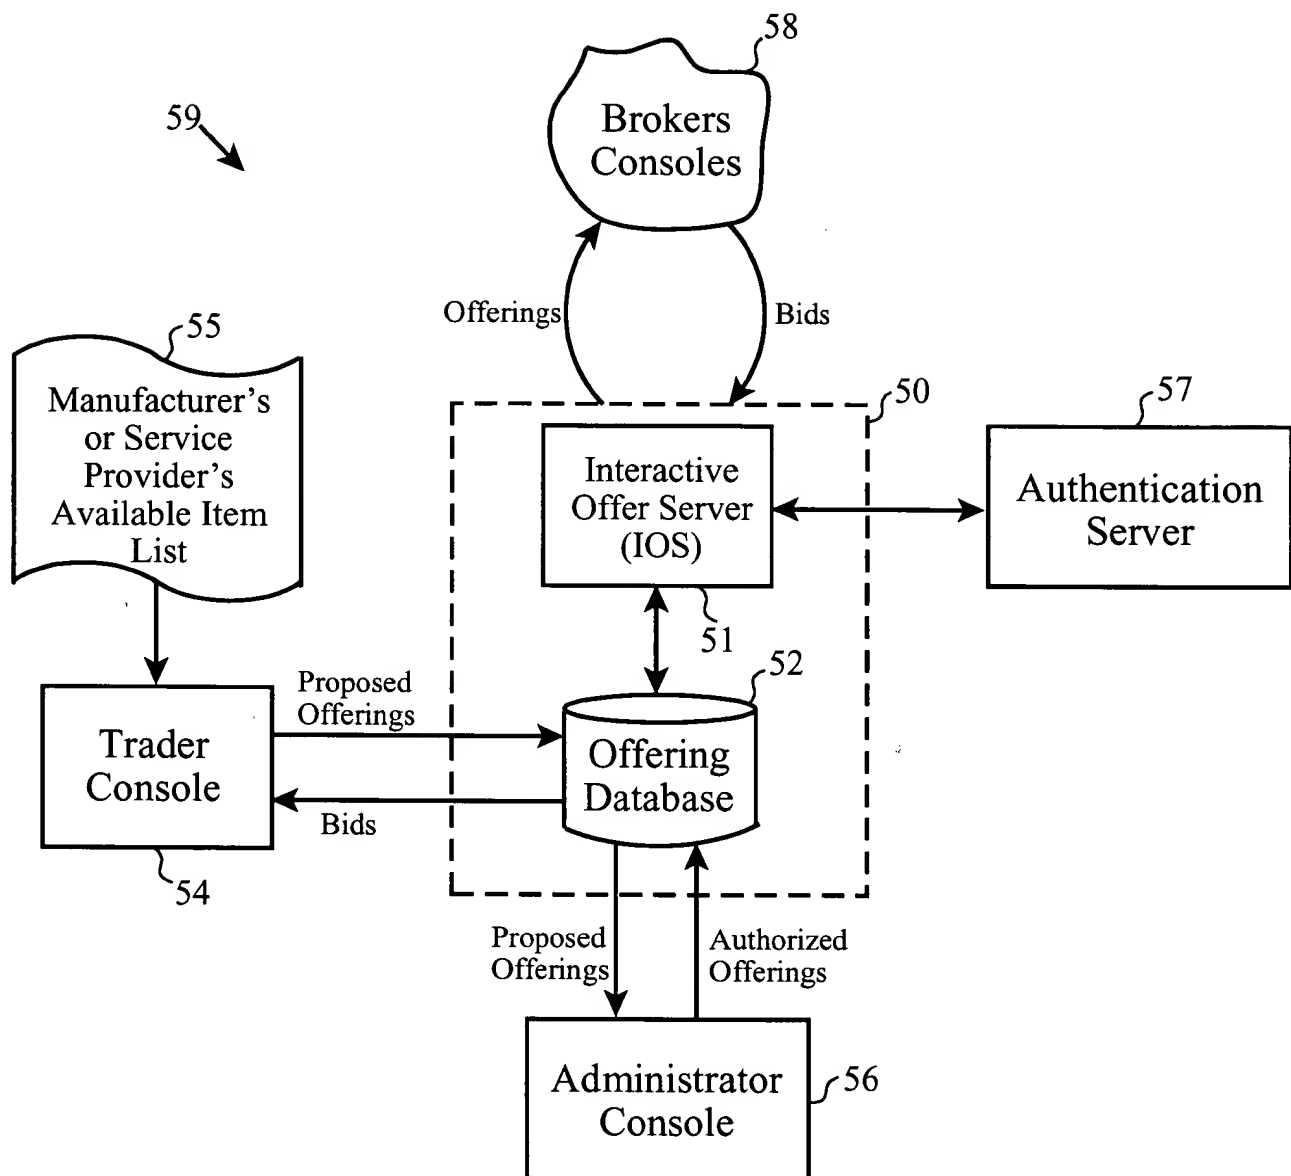 58
Brokers
Consoles
59
Offerings
Bids
55
Manufacturer's
or Service
Provider's
Available Item
List
50
57
Interactive
Offer Server
(IOS)
Authentication
Server
51
52
Proposed
Offerings
Trader
Console
Offering
Database
Bids
54
Proposed
Offerings
Authorized
Offerings
Administrator
Console
56